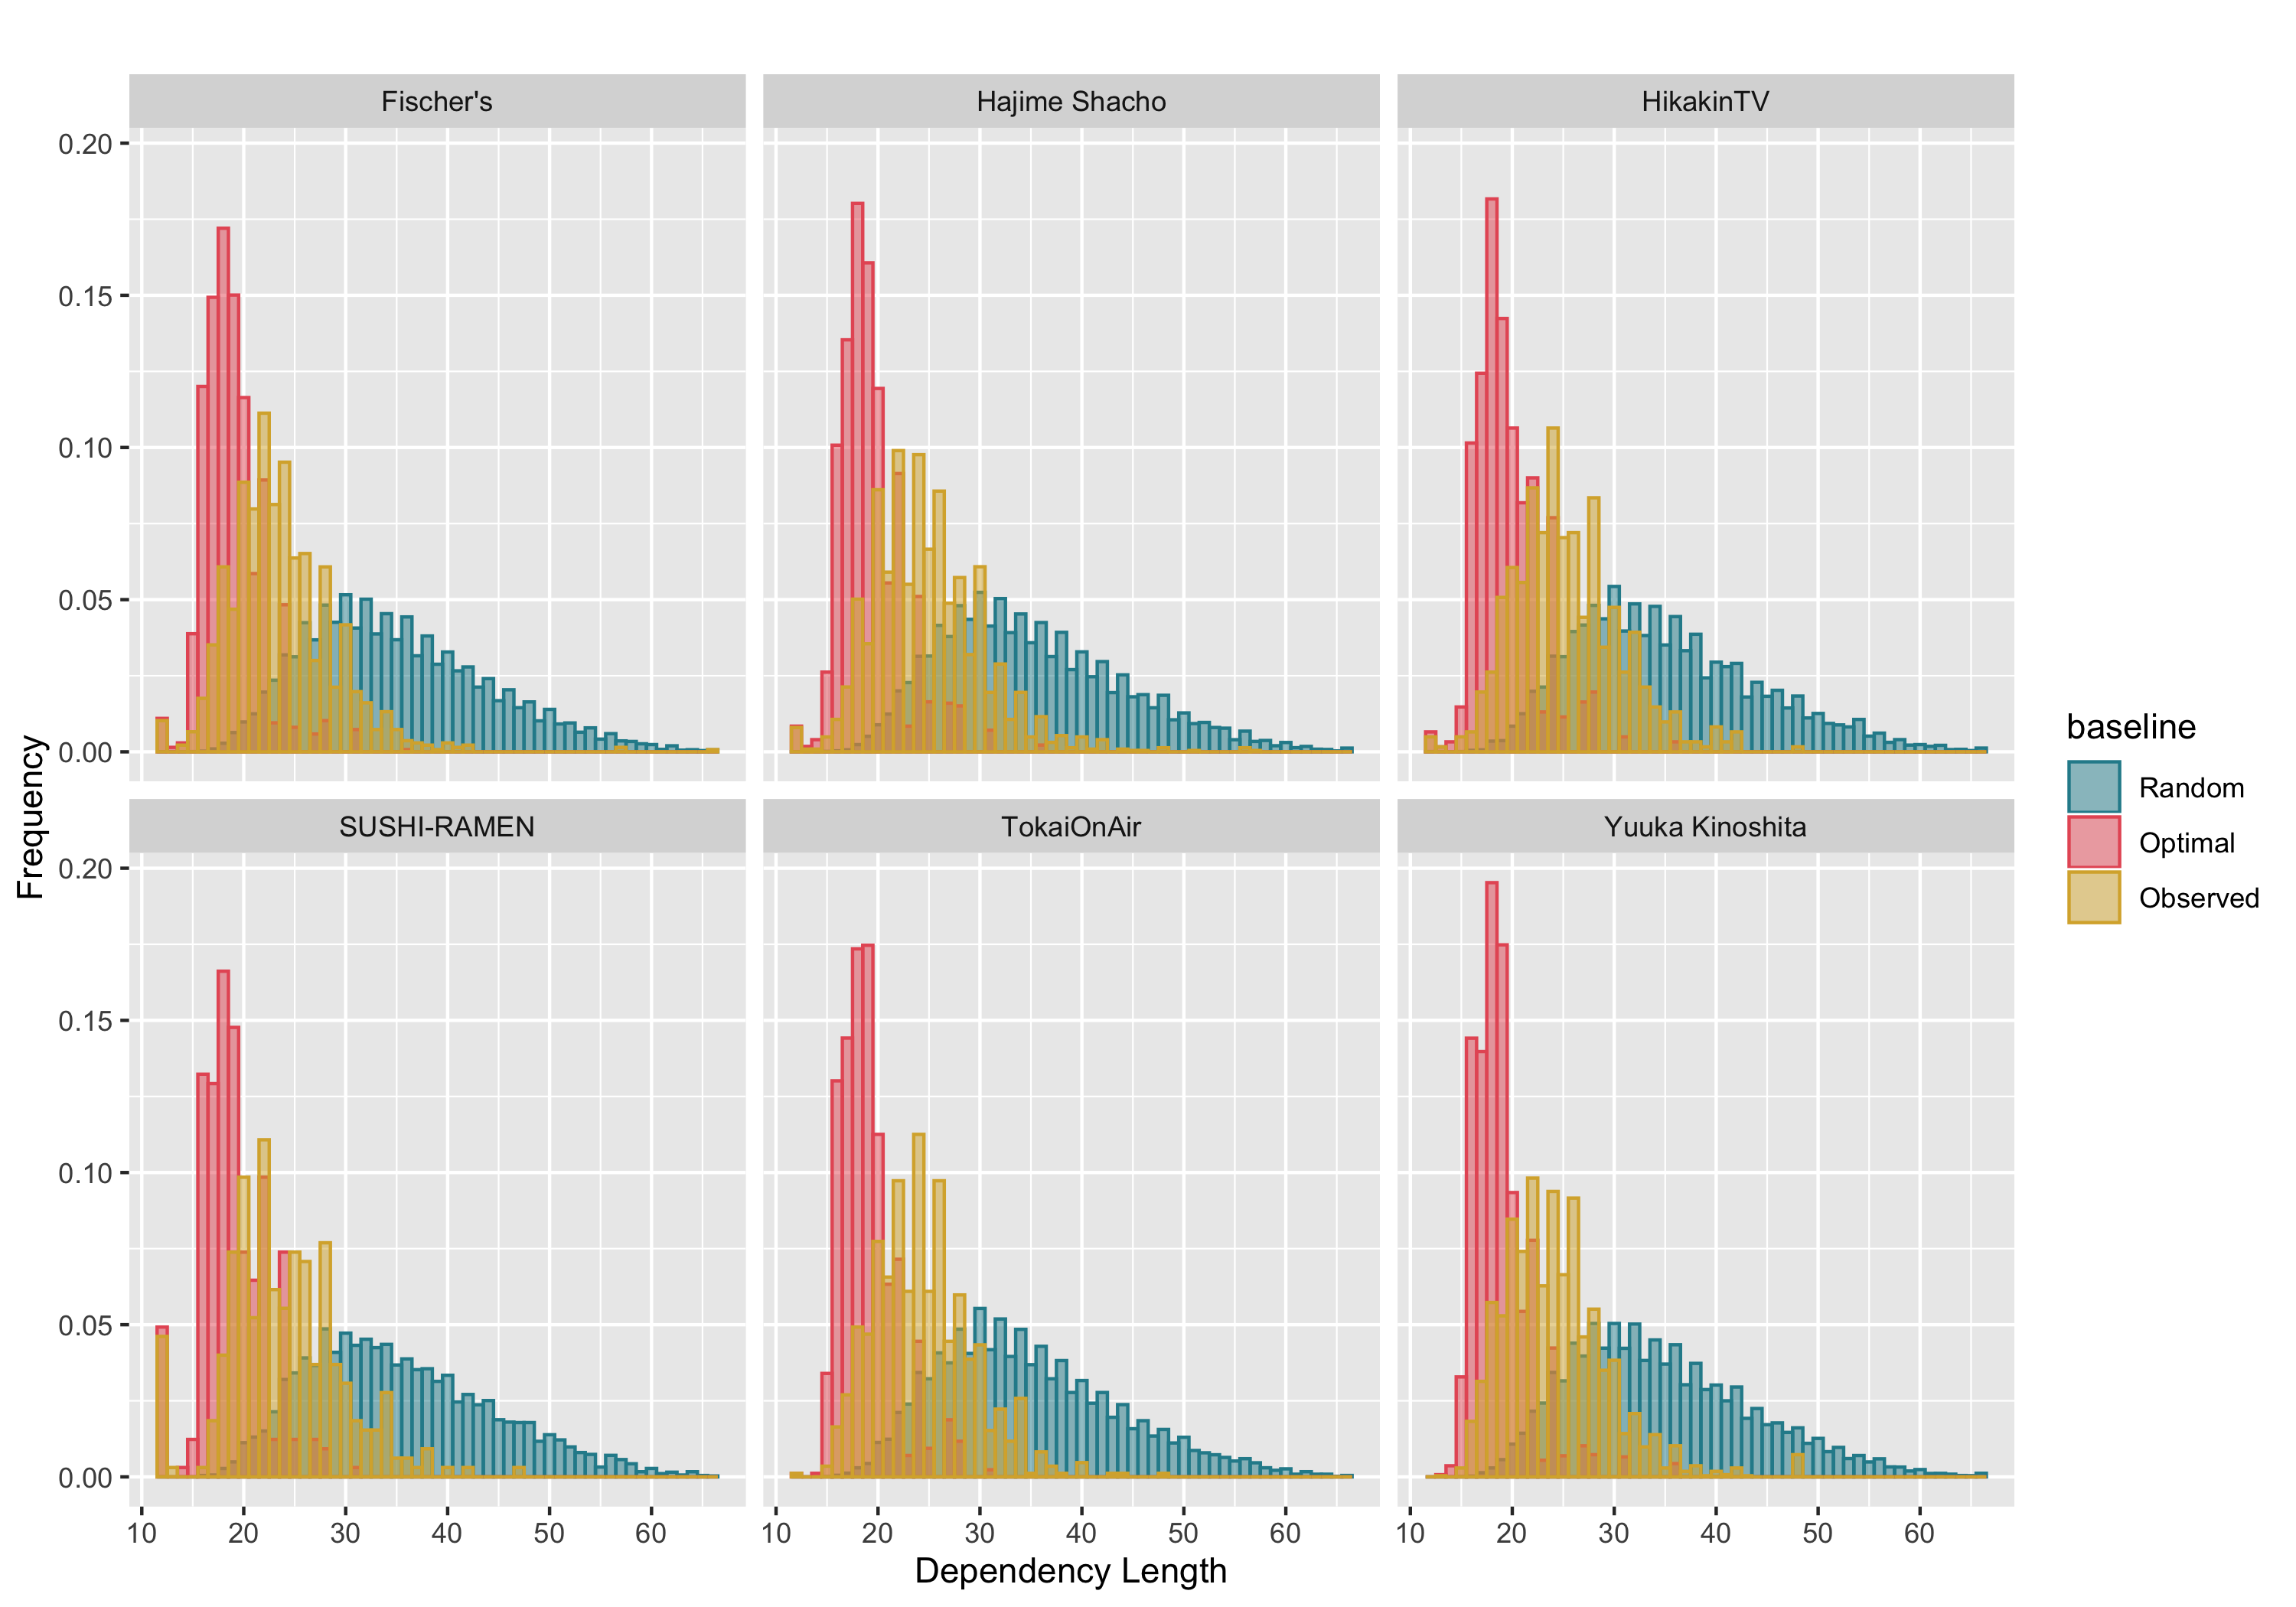 Fischer's
Hajime Shacho
HikakinTV
0.20
0.15
0.10
0.05
0.00
SUSHI-RAMEN
TokaiOnAir
Yuuka Kinoshita
0.20
0.15
0.10
0.05
0.00
10 20 30 40 50 60
10 20 30 40 50 60
10 20 30 40 50 60
Dependency Length
Frequency
baseline
Random
Optimal
Observed